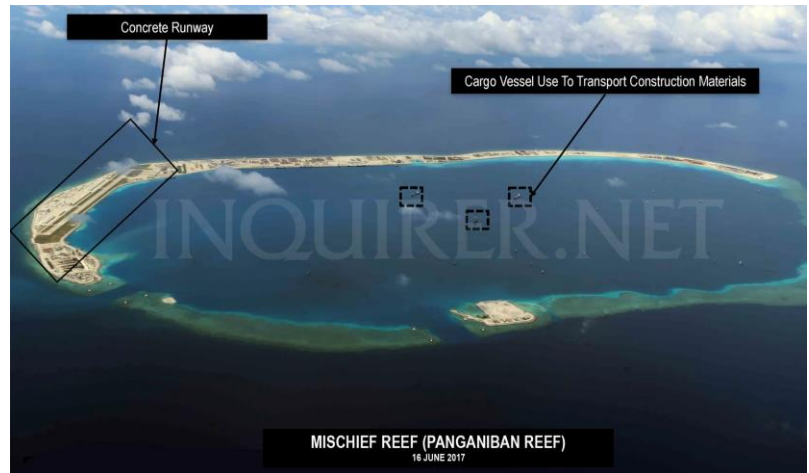 Concrete Runway
Cargo Vessel Use To Transport Construction Materials
INQUIRER.NET
MISCHIEF REEF (PANGANIBAN REEF)
16 JUNE 2017